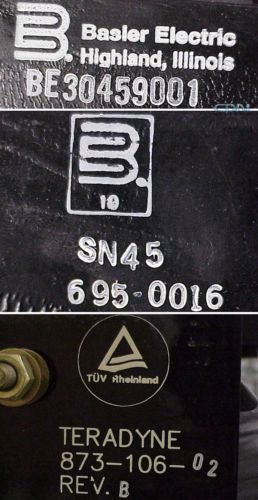 B.
Basler Electric
Highland, Illinois
BE30459001
B.
10
SN45
695-0016
TÜV Rheinland
TERADYNE
873-106-02
REV. B